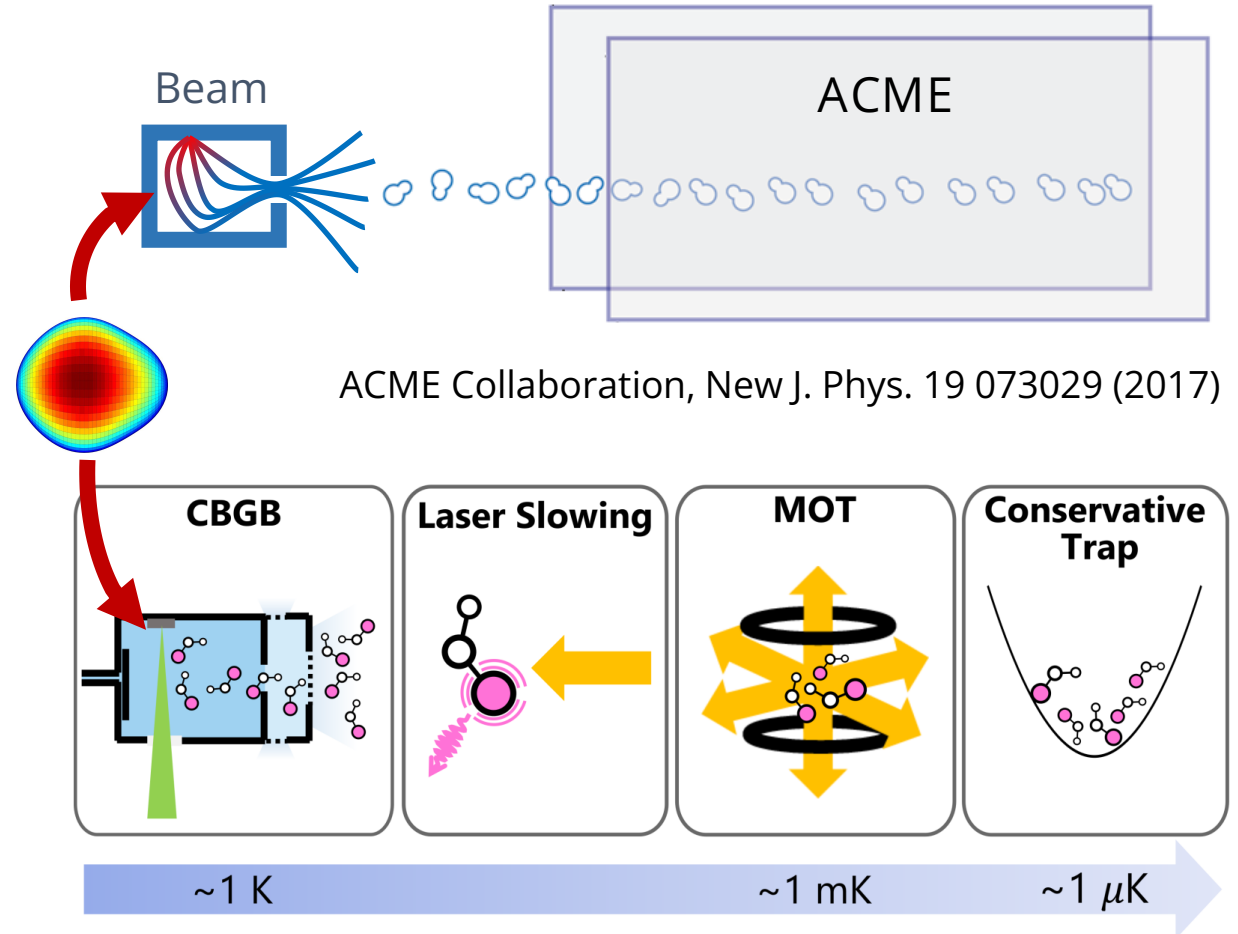 Beam
ACME
ACME Collaboration, New J. Phys. 19 073029 (2017)
CBGB
Laser Slowing
MOT
Conservative
Trap
~1 K
~1 mK
~1 μK